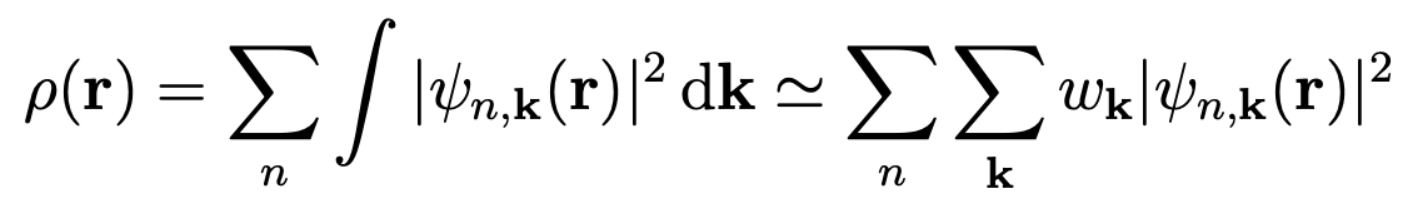 ρ(𝐫) = ∑ₙ ∫ |ψₙ,𝐤(𝐫)|² d𝐤 ≃ ∑ₙ ∑𝐤 w𝐤|ψₙ,𝐤(𝐫)|²